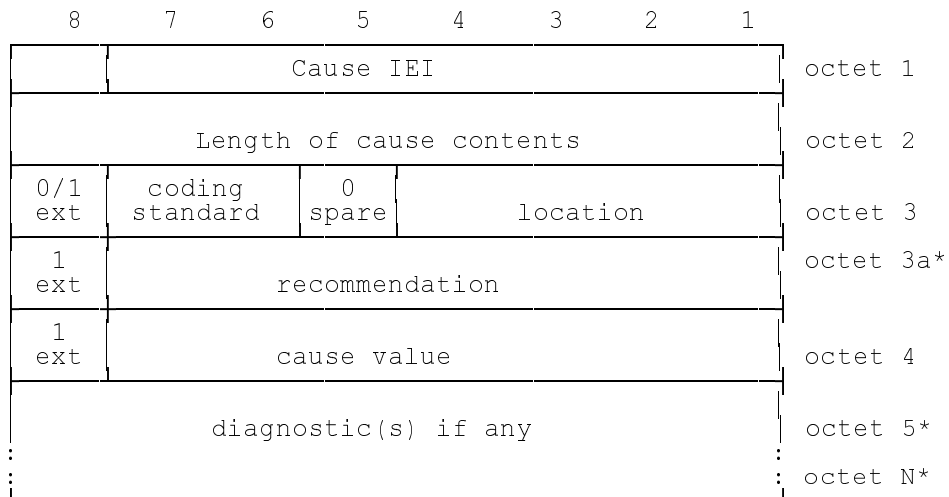 8 7 6 5 4 3 2 1
Cause IEI octet 1
Length of cause contents octet 2
0/1 coding 0
ext standard spare location octet 3
1 octet 3a*
ext recommendation
1
ext cause value octet 4
diagnostic(s) if any octet 5*
: :
: : octet N*